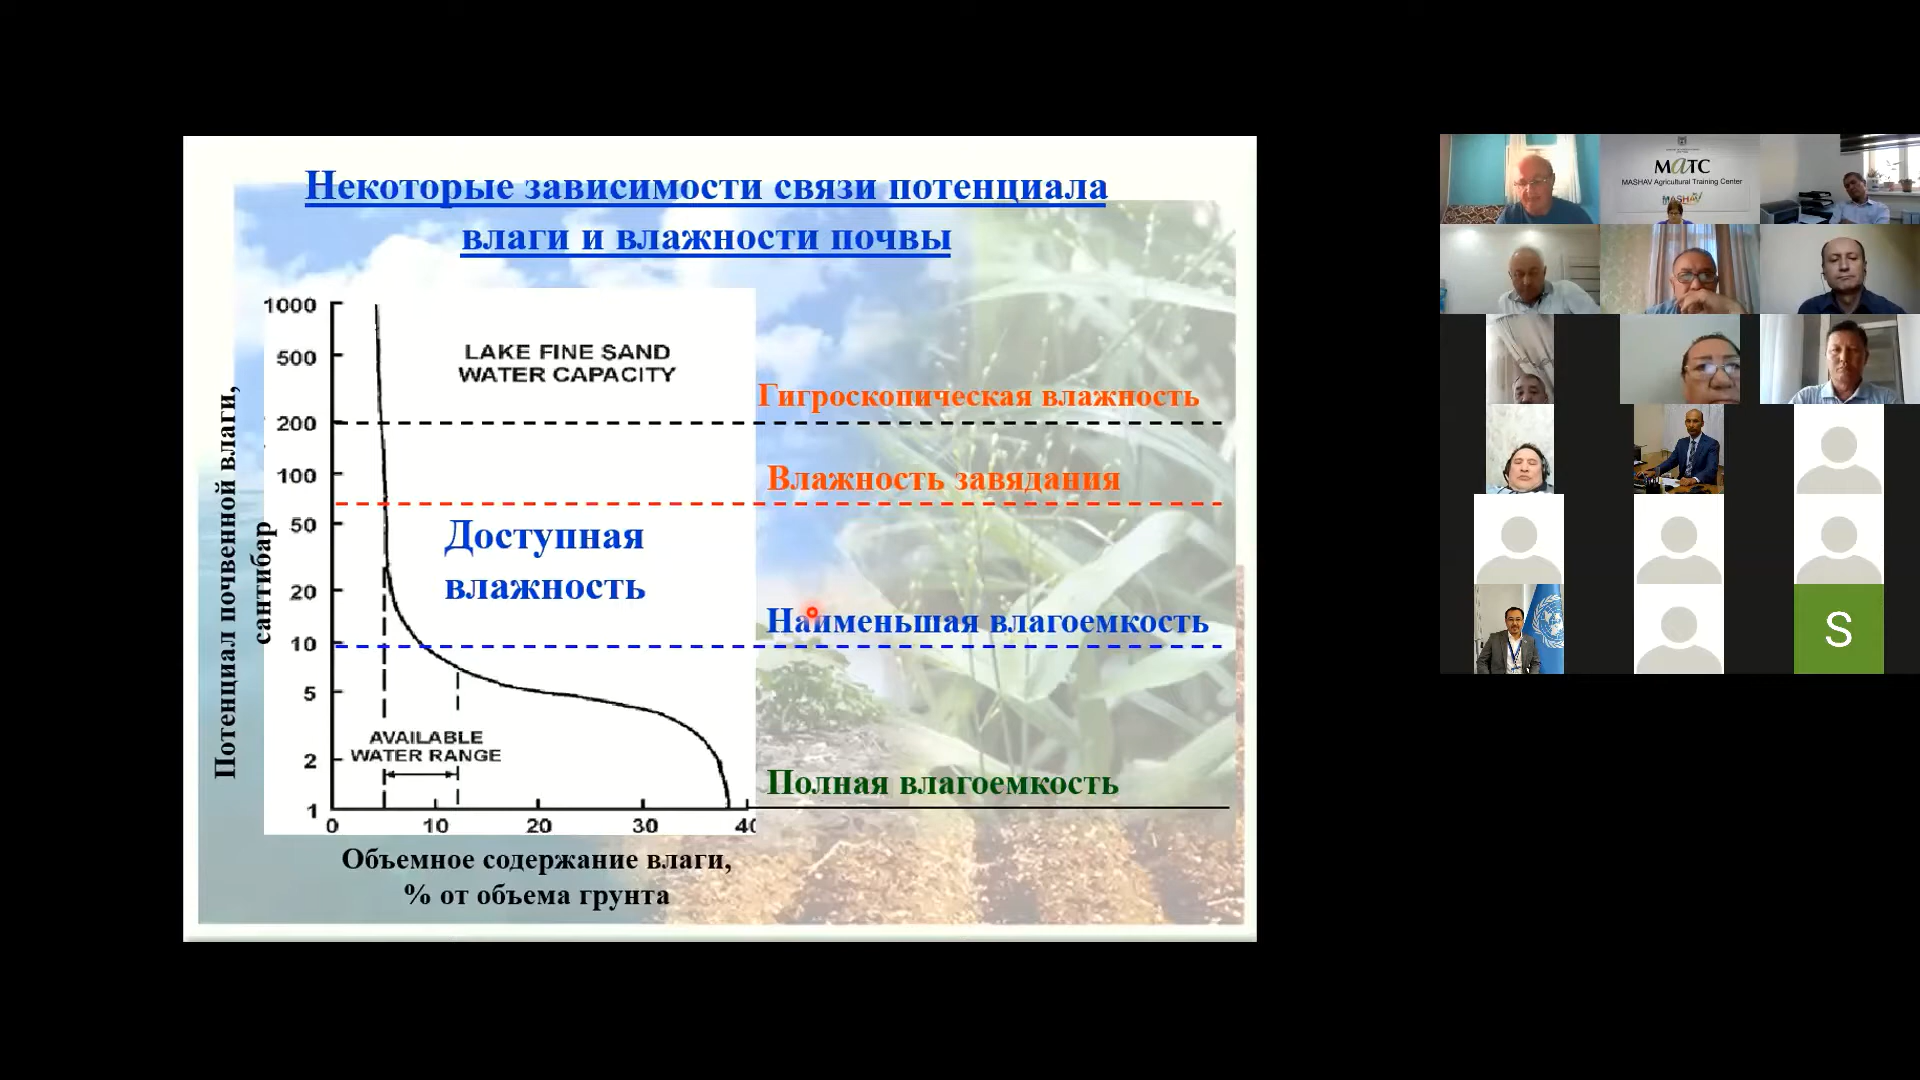 Некоторые зависимости связи потенциала
влаги и влажности почвы
1000
500
200
100
50
20
10
5
2
1
0
10
20
30
40
LAKE FINE SAND
WATER CAPACITY
Доступная
влажность
AVAILABLE
WATER RANGE
Гигроскопическая влажность
Влажность завядания
Наименьшая влагоемкость
Полная влагоемкость
Потенциал почвенной влаги,
сантибар
Объемное содержание влаги,
% от объема грунта
MATC
MASHAV Agricultural Training Center
MASHAV
S